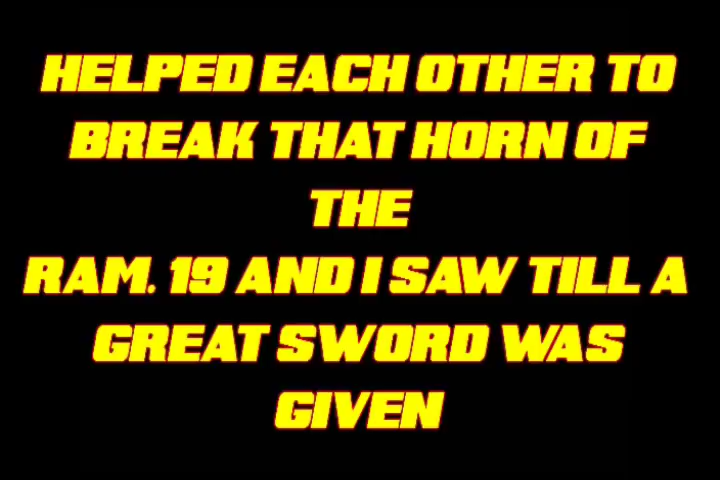 HELPED EACH OTHER TO
BREAK THAT HORN OF
THE
RAM. 19 AND I SAW TILL A
GREAT SWORD WAS
GIVEN